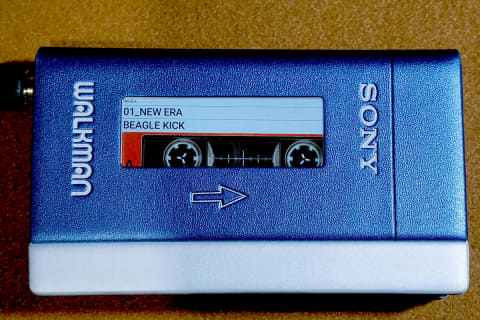 WALKMAN
01_NEW ERA
BEAGLE KICK
A
SONY